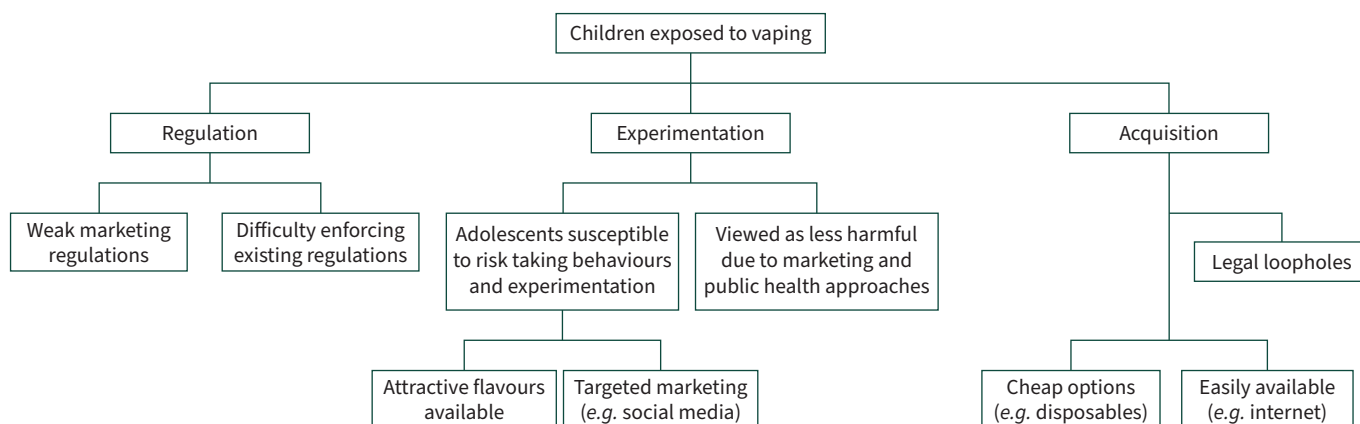 Children exposed to vaping
Regulation
Experimentation
Acquisition
Weak marketing
regulations
Difficulty enforcing
existing regulations
Adolescents susceptible
to risk taking behaviours
and experimentation
Viewed as less harmful
due to marketing and
public health approaches
Legal loopholes
Attractive flavours
available
Targeted marketing
(e.g. social media)
Cheap options
(e.g. disposables)
Easily available
(e.g. internet)